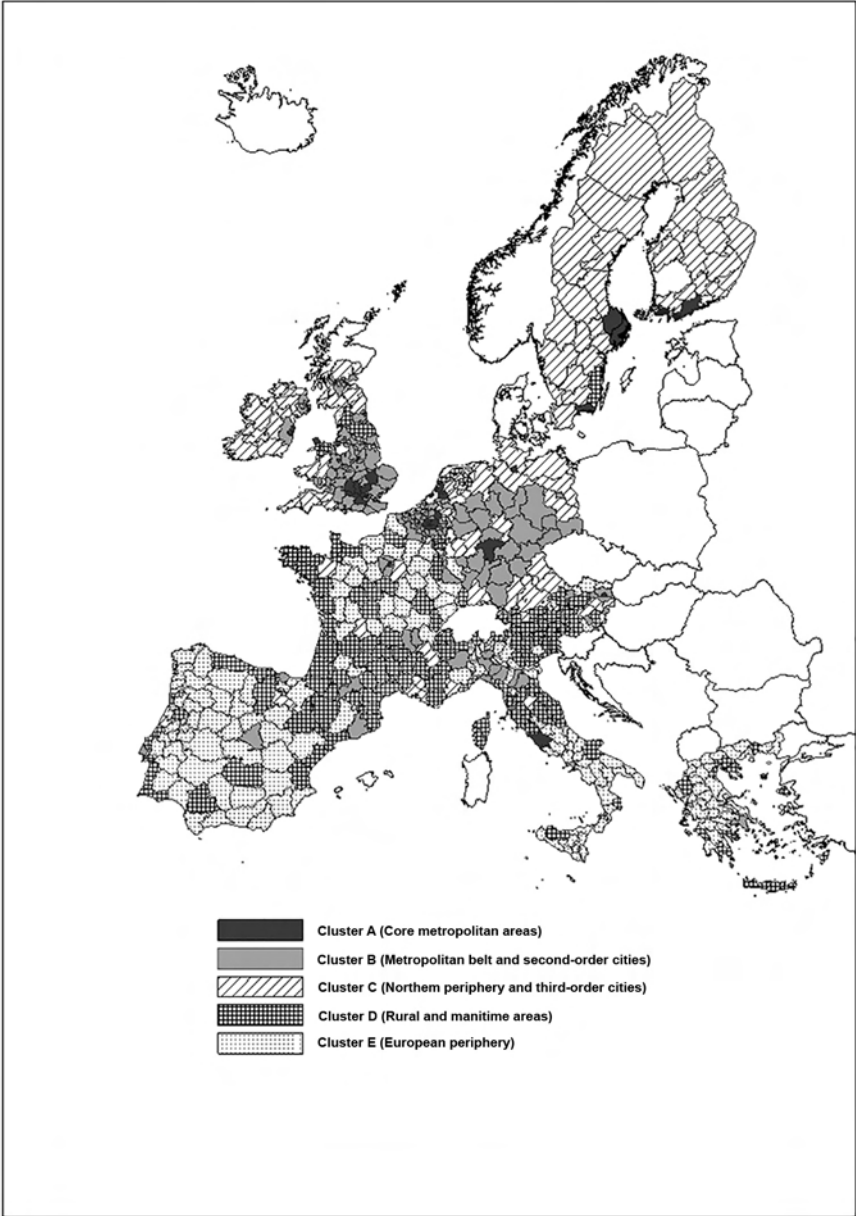 Cluster A (Core metropolitan areas)
Cluster B (Metropolitan belt and second-order cities)
Cluster C (Northem periphery and third-order cities)
Cluster D (Rural and manitime areas)
Cluster E (European periphery)